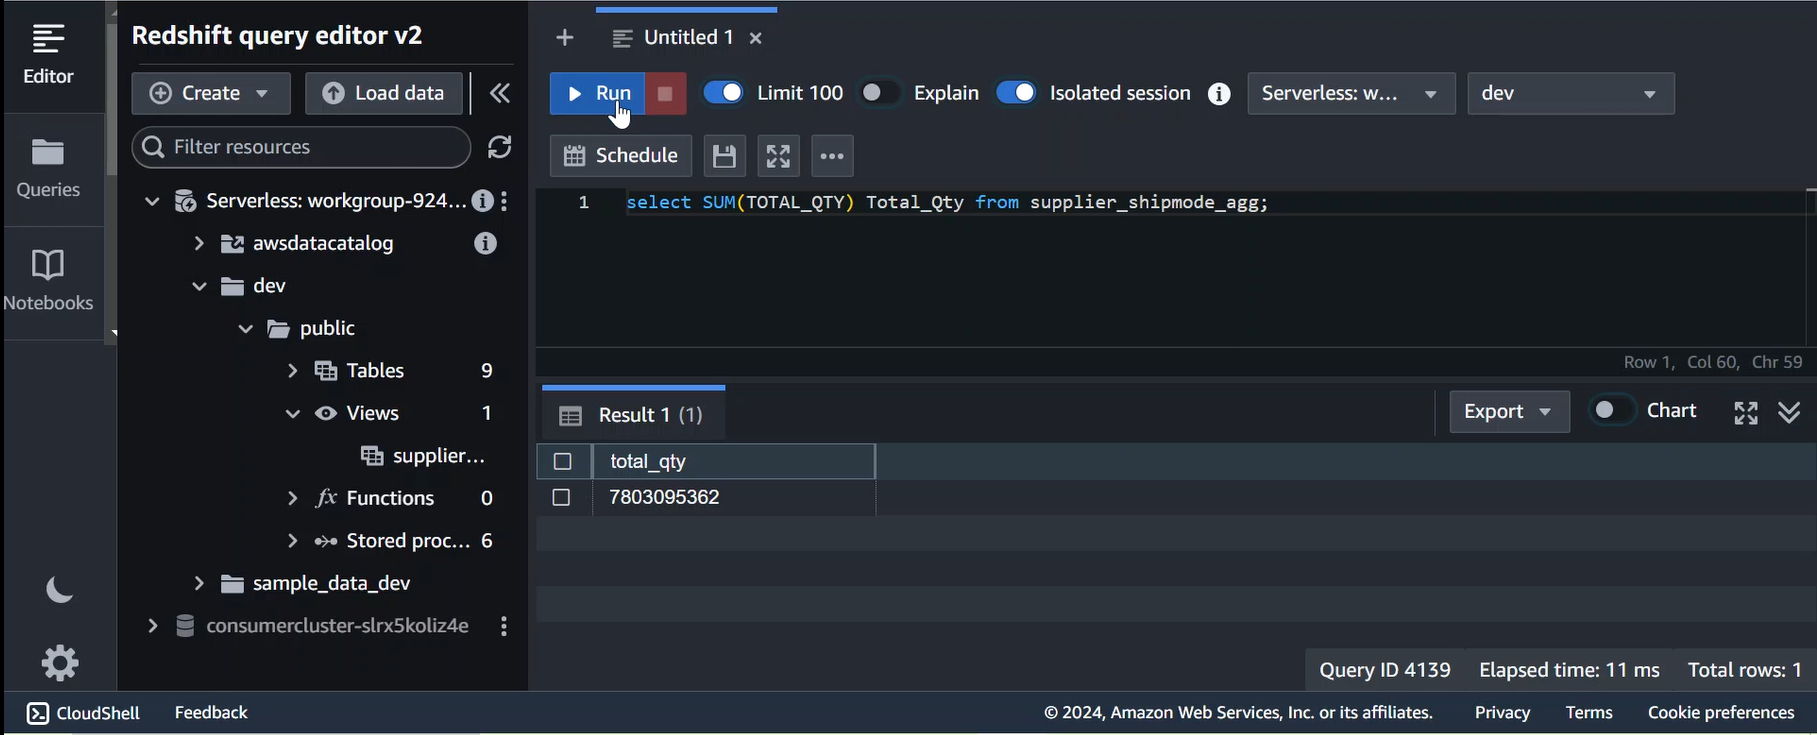 Editor
Queries
Notebooks
Redshift query editor v2
Create
Load data
Filter resources
Serverless: workgroup-924...
awsdatacatalog
dev
public
Tables 9
Views 1
supplier...
fx Functions 0
Stored proc... 6
sample_data_dev
consumercluster-slrx5koliz4e
Untitled 1
Run Limit 100 Explain Isolated session Serverless: w... dev
Schedule
1 select SUM(TOTAL_QTY) Total_Qty from supplier_shipmode_agg;
Row 1, Col 60, Chr 59
Result 1 (1) Export Chart
total_qty
7803095362
Query ID 4139 Elapsed time: 11 ms Total rows: 1
CloudShell Feedback © 2024, Amazon Web Services, Inc. or its affiliates. Privacy Terms Cookie preferences